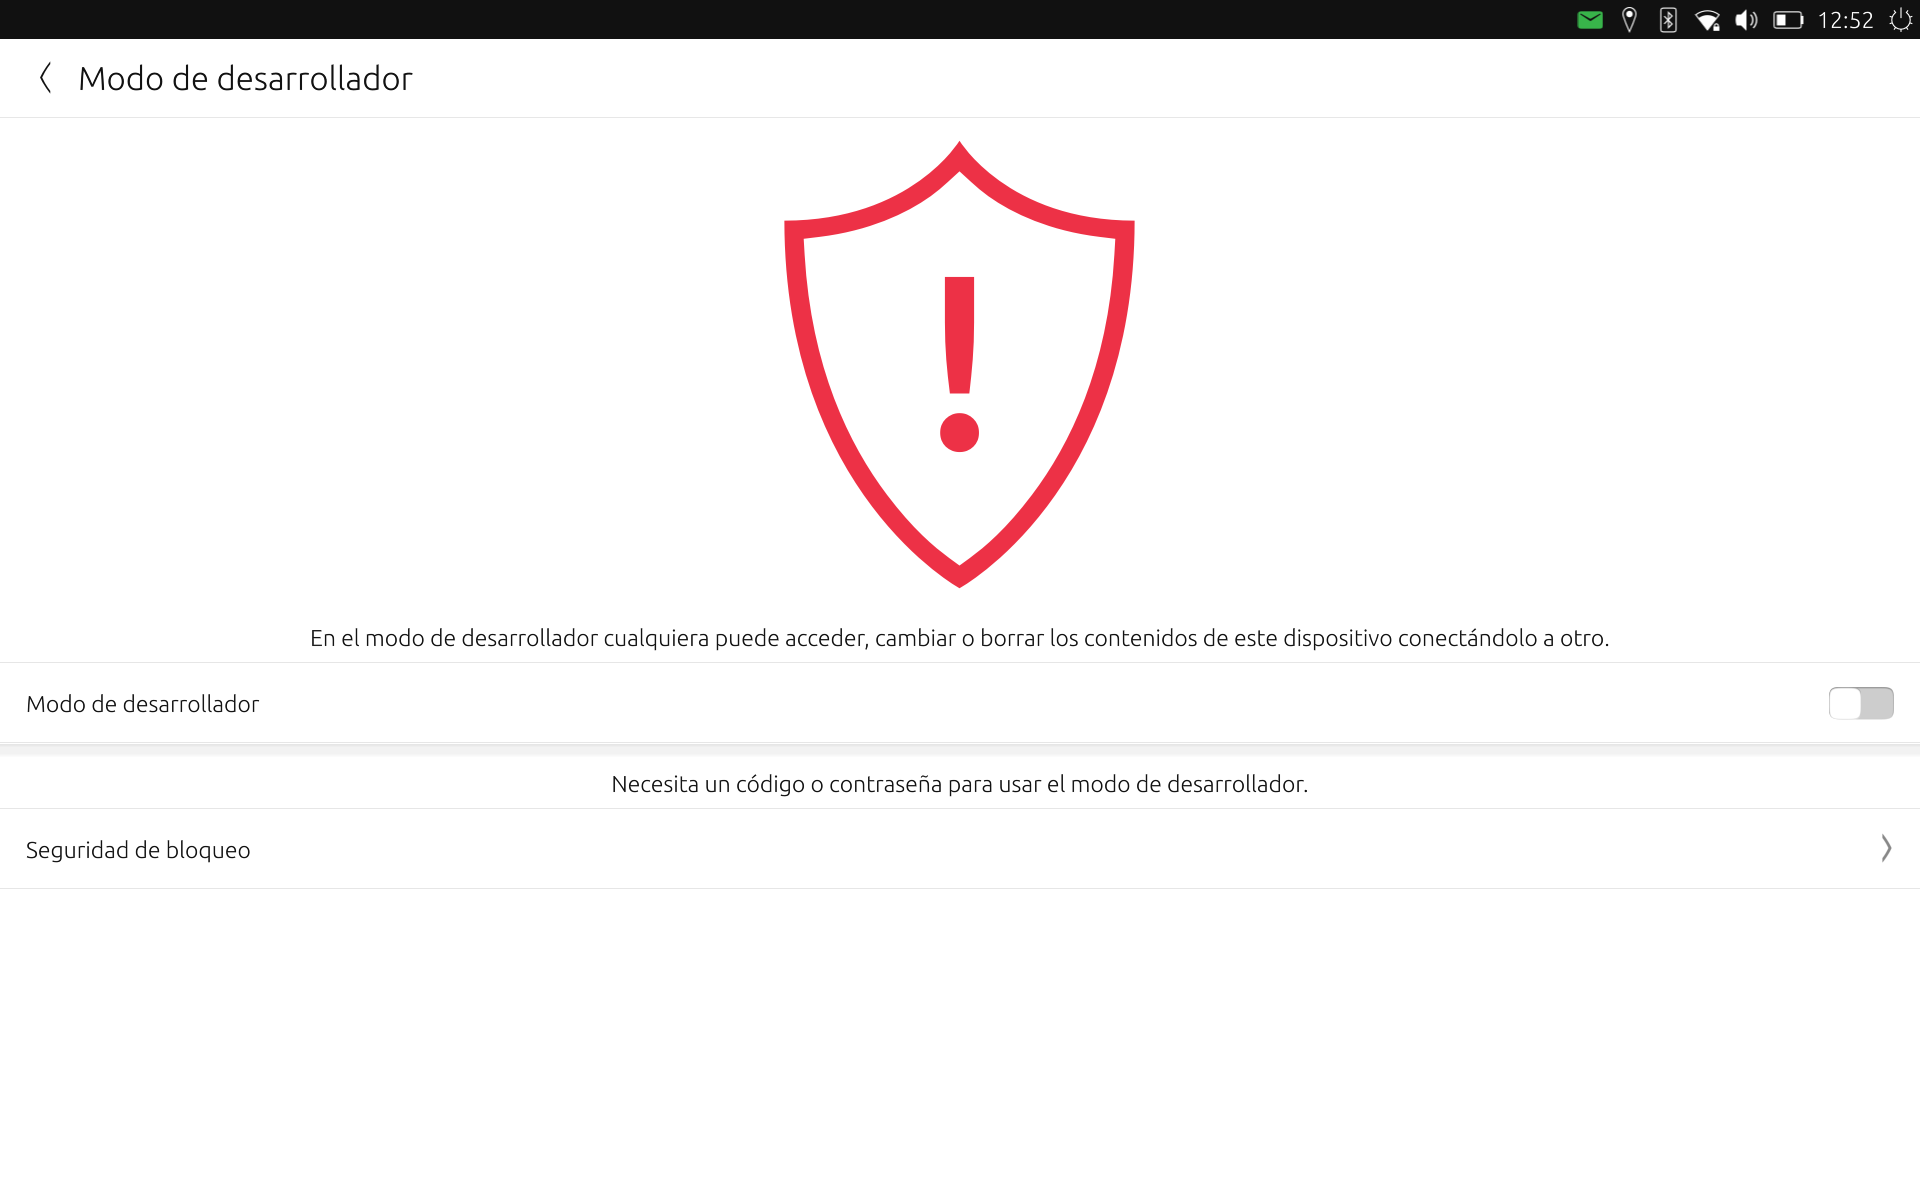 12:52
Modo de desarrollador
!
En el modo de desarrollador cualquiera puede acceder, cambiar o borrar los contenidos de este dispositivo conectándolo a otro.
Modo de desarrollador
Necesita un código o contraseña para usar el modo de desarrollador.
Seguridad de bloqueo